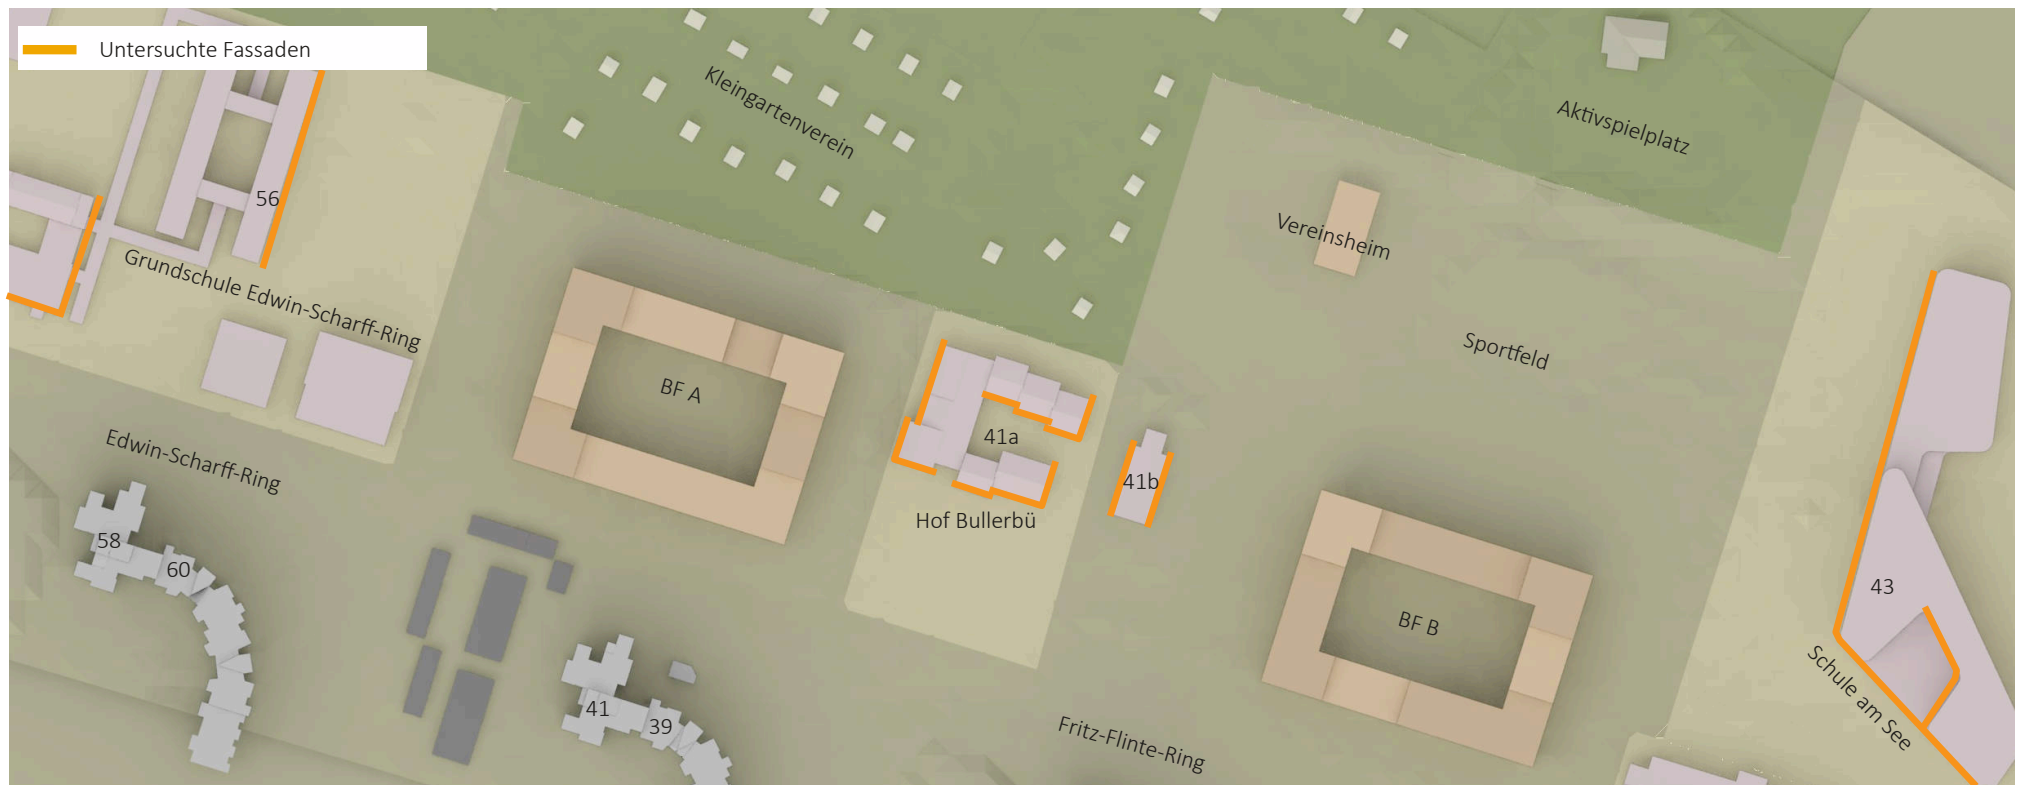 Untersuchte Fassaden
Kleingartenverein
Aktivspielplatz
56
Vereinsheim
Grundschule Edwin-Scharff-Ring
Sportfeld
BF A
41a
Edwin-Scharff-Ring
41b
Hof Bullerbü
58
60
43
BF B
Schule am See
41
39
Fritz-Flinte-Ring